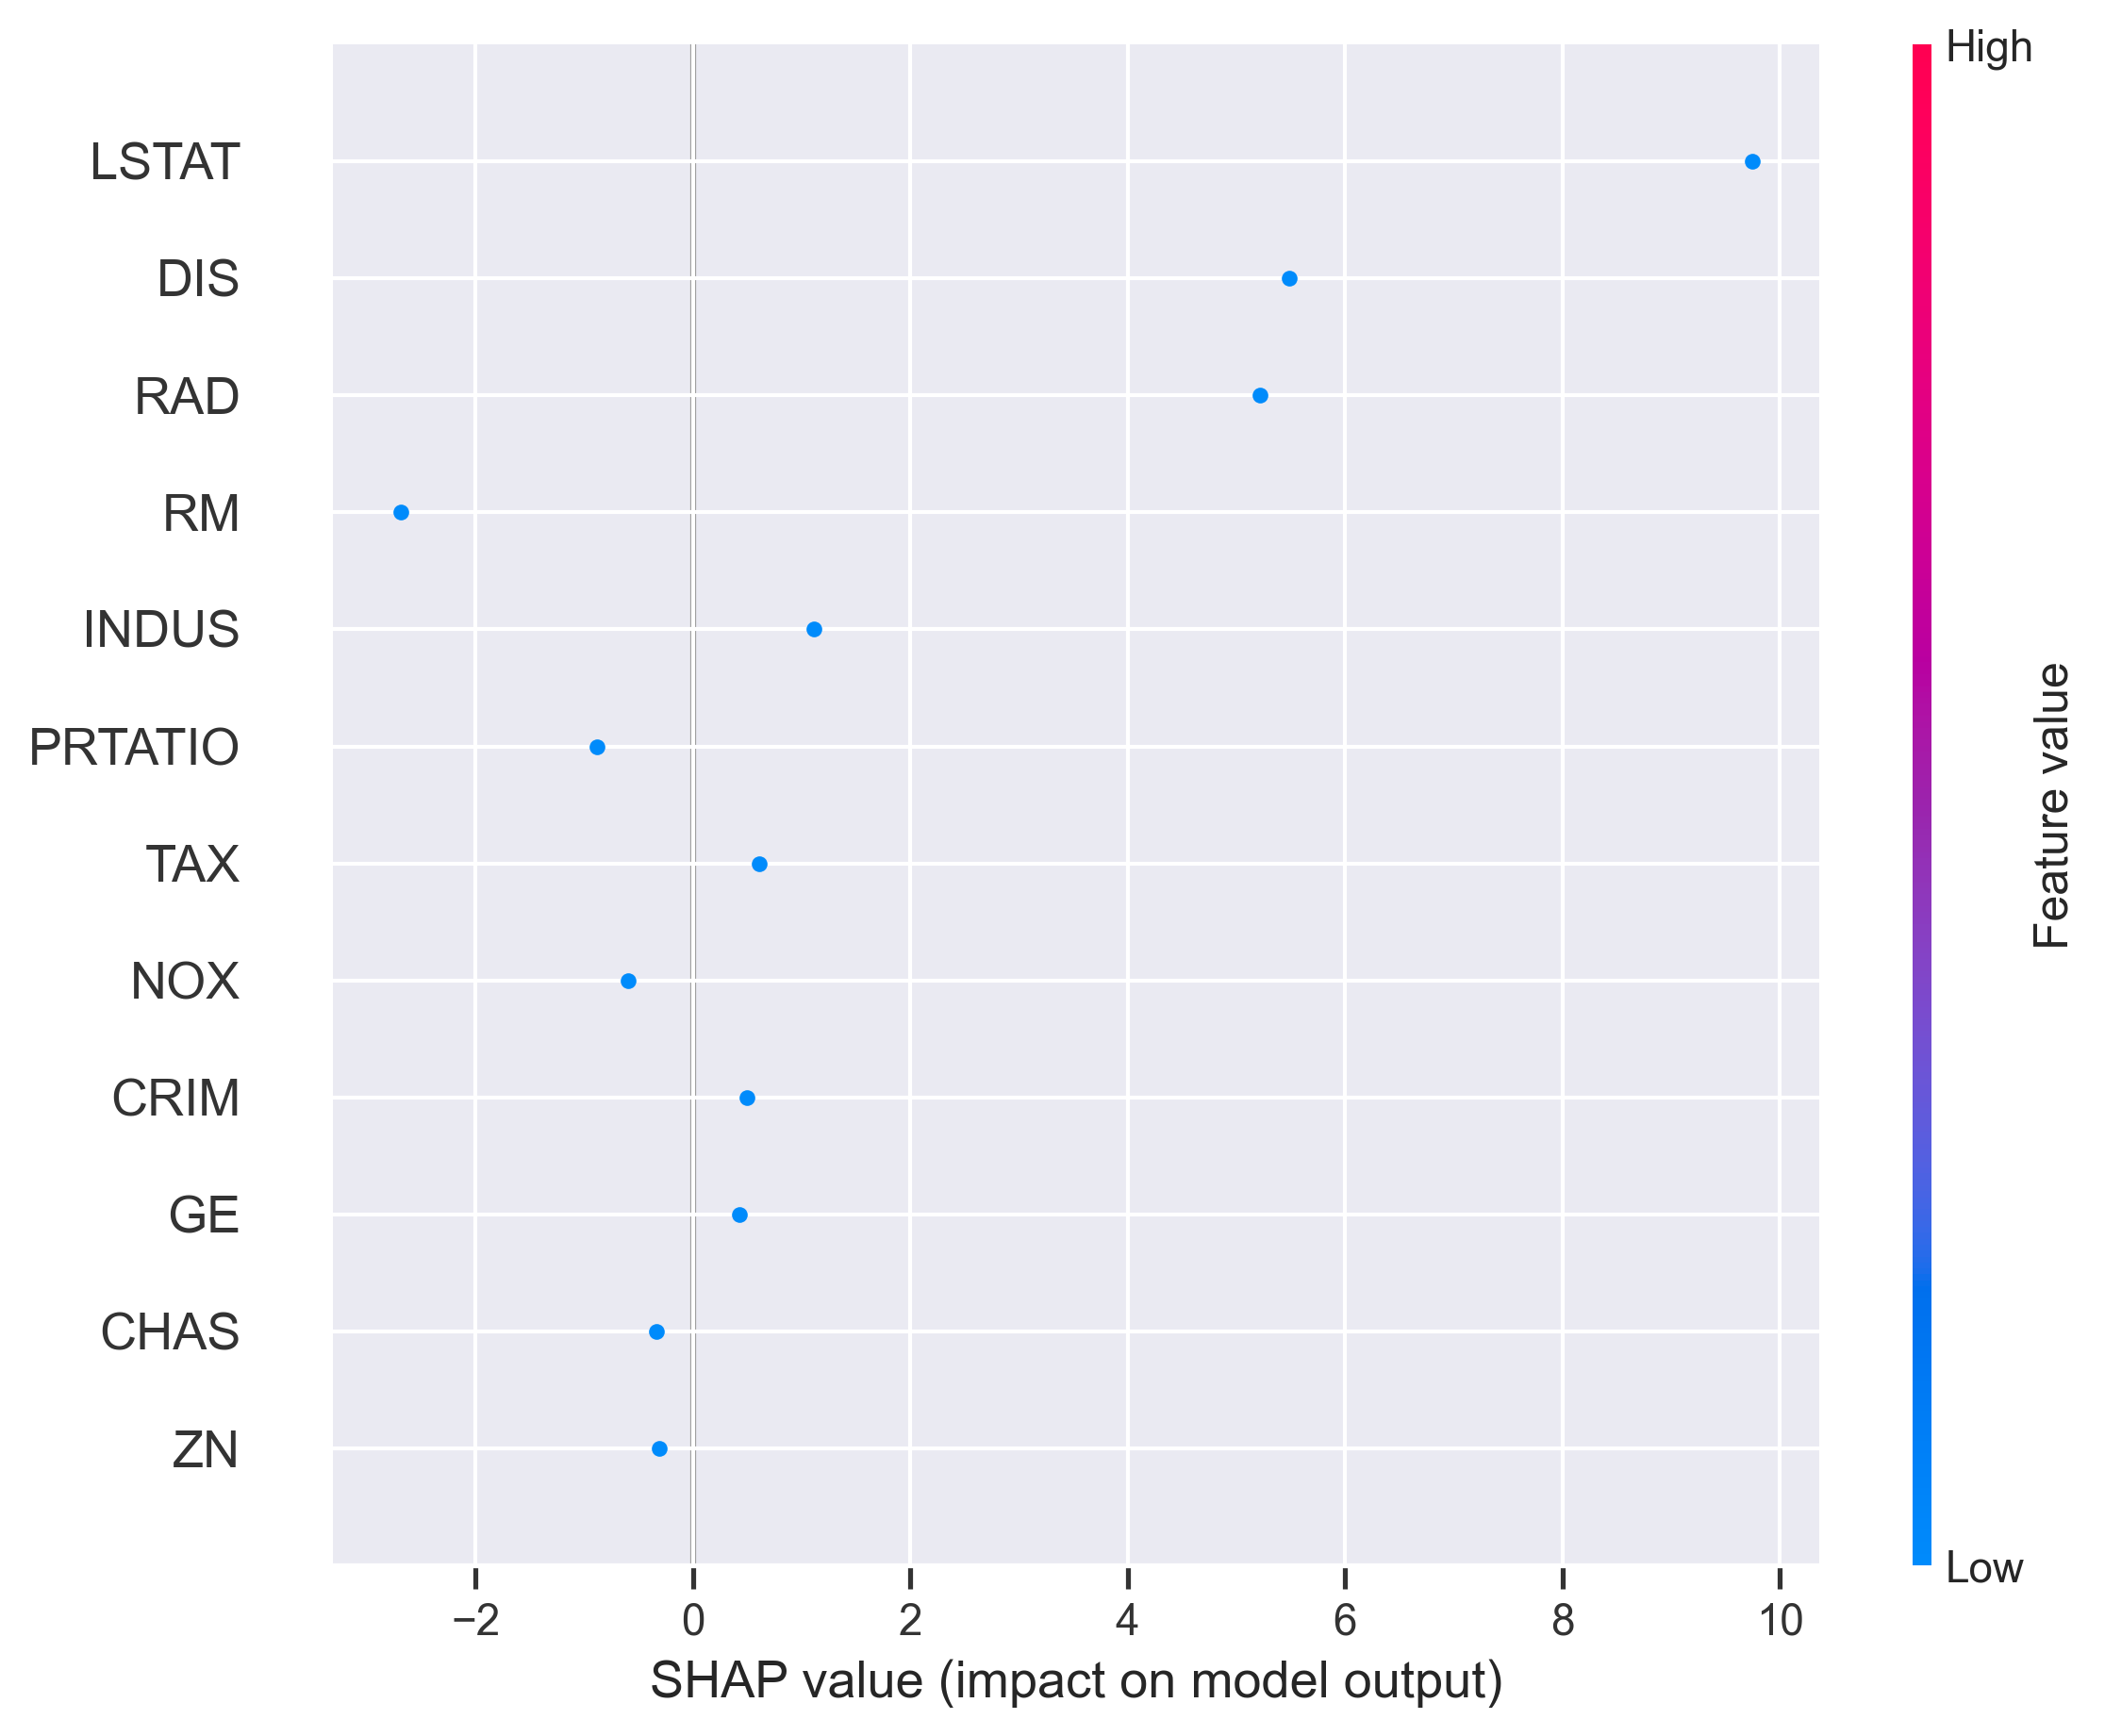 High
LSTAT
DIS
RAD
RM
INDUS
PRTATIO
TAX
NOX
CRIM
GE
CHAS
ZN
Feature value
Low
−2 0 2 4 6 8 10
SHAP value (impact on model output)